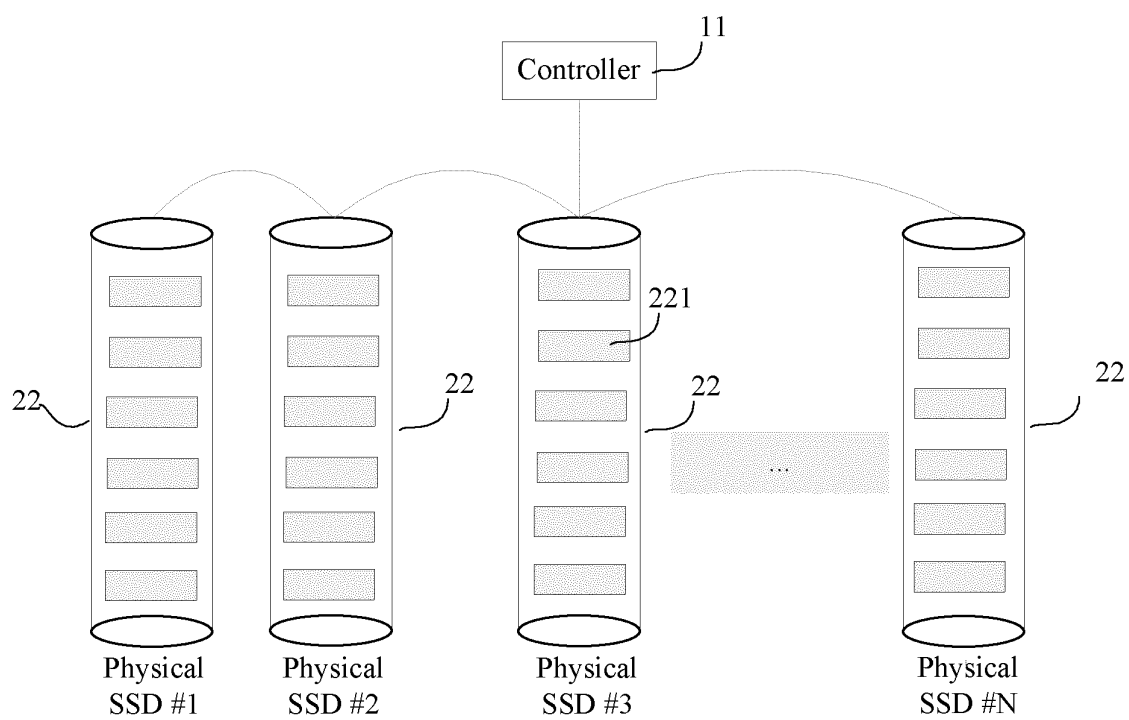 11
Controller
221
22
22
22
22
...
Physical
SSD #1
Physical
SSD #2
Physical
SSD #3
Physical
SSD #N